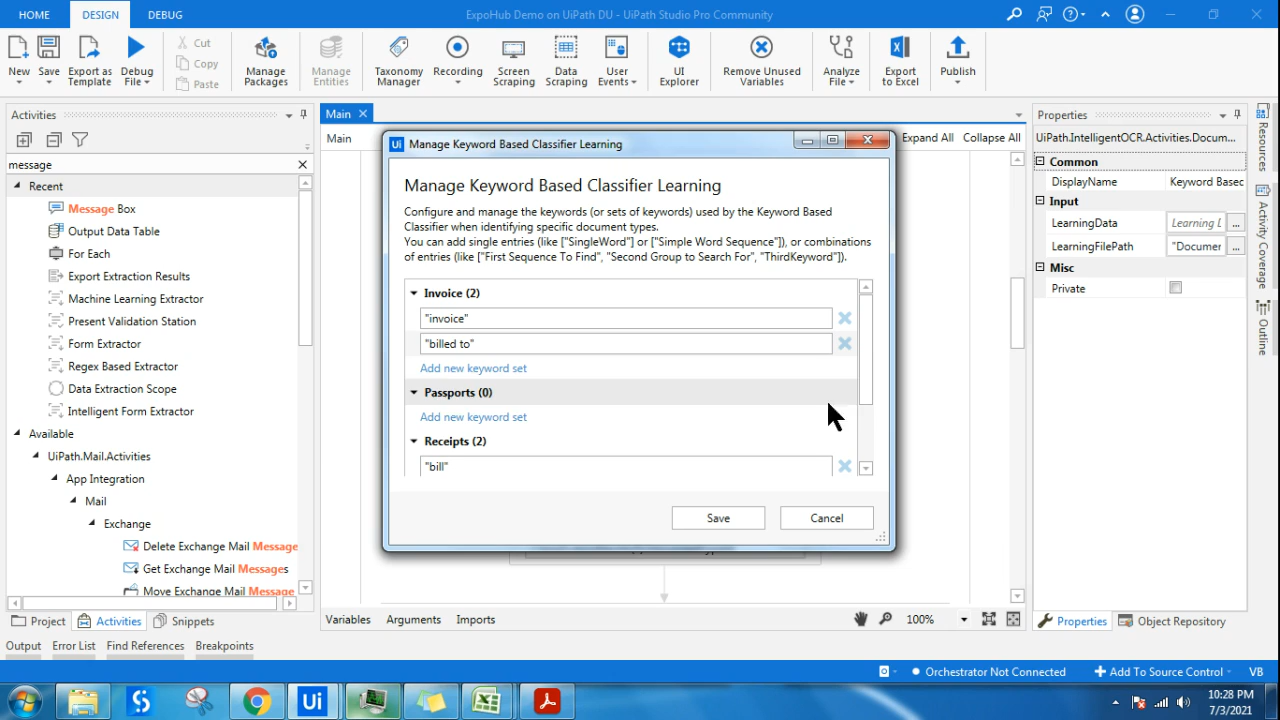 HOME
DESIGN
DEBUG
ExpoHub Demo on UiPath DU - UiPath Studio Pro Community
New
Save
Export as Template
Debug File
Cut
Copy
Paste
Manage Packages
Manage Entities
Taxonomy Manager
Recording
Screen Scraping
Data Scraping
User Events
UI Explorer
Remove Unused Variables
Analyze File
Export to Excel
Publish
Activities
message
Recent
Message Box
Output Data Table
For Each
Export Extraction Results
Machine Learning Extractor
Present Validation Station
Form Extractor
Regex Based Extractor
Data Extraction Scope
Intelligent Form Extractor
Available
UiPath.Mail.Activities
App Integration
Mail
Exchange
Delete Exchange Mail Message
Get Exchange Mail Messages
Move Exchange Mail Message
Project
Activities
Snippets
Main
Main
Expand All
Collapse All
Ui Manage Keyword Based Classifier Learning
Manage Keyword Based Classifier Learning
Configure and manage the keywords (or sets of keywords) used by the Keyword Based
Classifier when identifying specific document types.
You can add single entries (like ["SingleWord"] or ["Simple Word Sequence"]), or combinations
of entries (like ["First Sequence To Find", "Second Group to Search For", "ThirdKeyword"]).
Invoice (2)
"invoice"
"billed to"
Add new keyword set
Passports (0)
Add new keyword set
Receipts (2)
"bill"
Save
Cancel
Variables
Arguments
Imports
100%
Properties
UiPath.IntelligentOCR.Activities.Docum...
Common
DisplayName
Keyword Basec
Input
LearningData
Learning L
...
LearningFilePath
"Documer
...
Misc
Private
Properties
Object Repository
Resources
Activity Coverage
Outline
Output
Error List
Find References
Breakpoints
Orchestrator Not Connected
Add To Source Control
VB
S
Ui
10:28 PM
7/3/2021